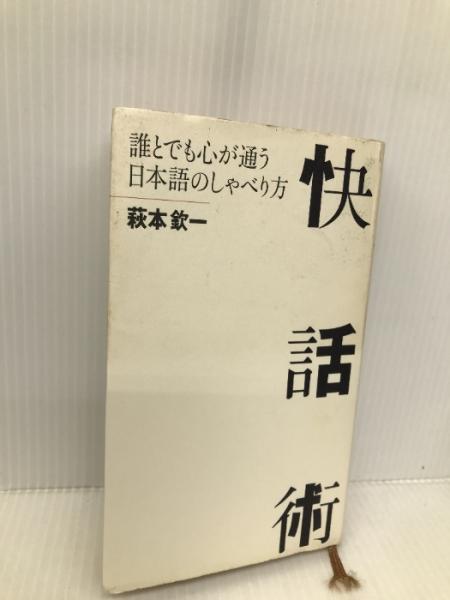 快話術
誰とでも心が通う
日本語のしゃべり方
萩本欽一